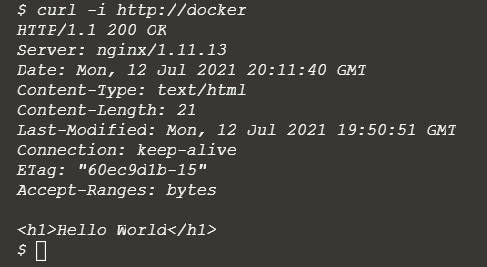 $ curl -i http://docker
HTTP/1.1 200 OK
Server: nginx/1.11.13
Date: Mon, 12 Jul 2021 20:11:40 GMT
Content-Type: text/html
Content-Length: 21
Last-Modified: Mon, 12 Jul 2021 19:50:51 GMT
Connection: keep-alive
ETag: "60ec9d1b-15"
Accept-Ranges: bytes
<h1>Hello World</h1>
$